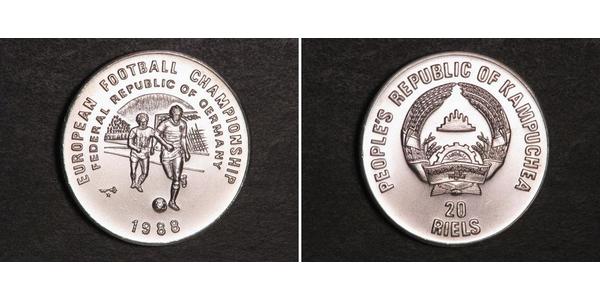 EUROPEAN FOOTBALL CHAMPIONSHIP
FEDERAL REPUBLIC OF GERMANY
1988
PEOPLE'S REPUBLIC OF KAMPUCHEA
20
RIELS